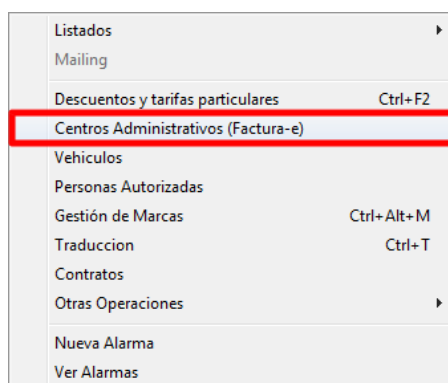 Listados
Mailing
Descuentos y tarifas particulares Ctrl+F2
Centros Administrativos (Factura-e)
Vehiculos
Personas Autorizadas
Gestión de Marcas Ctrl+Alt+M
Traduccion Ctrl+T
Contratos
Otras Operaciones
Nueva Alarma
Ver Alarmas